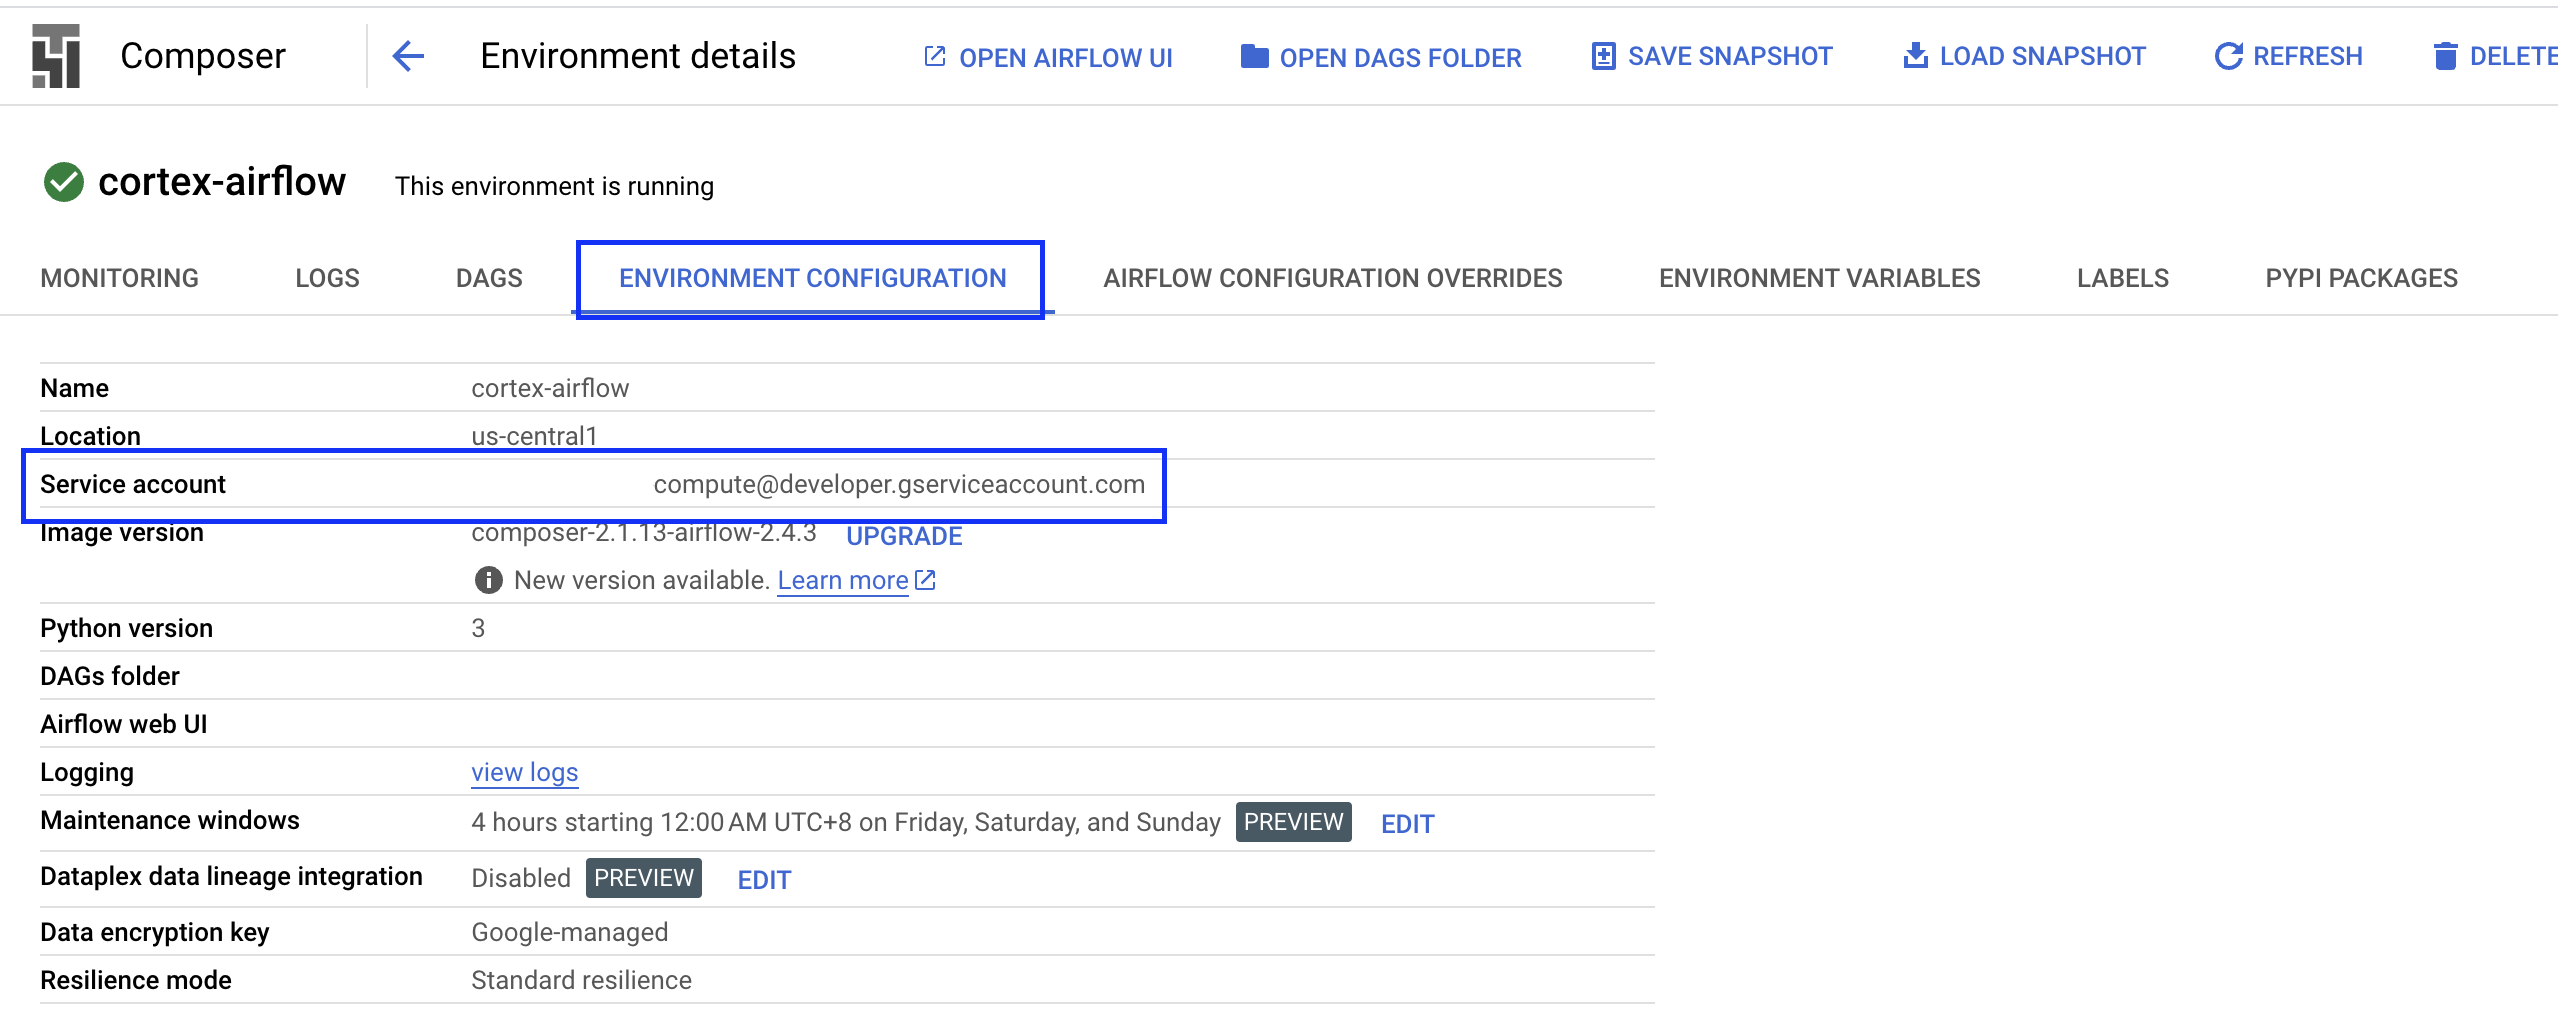 Composer Environment details OPEN AIRFLOW UI OPEN DAGS FOLDER SAVE SNAPSHOT LOAD SNAPSHOT REFRESH DELETE
cortex-airflow This environment is running
MONITORING LOGS DAGS ENVIRONMENT CONFIGURATION AIRFLOW CONFIGURATION OVERRIDES ENVIRONMENT VARIABLES LABELS PYPI PACKAGES
Name cortex-airflow
Location us-central1
Service account compute@developer.gserviceaccount.com
Image version composer-2.1.13-airflow-2.4.3 UPGRADE
New version available. Learn more
Python version 3
DAGs folder
Airflow web UI
Logging view logs
Maintenance windows 4 hours starting 12:00 AM UTC+8 on Friday, Saturday, and Sunday PREVIEW EDIT
Dataplex data lineage integration Disabled PREVIEW EDIT
Data encryption key Google-managed
Resilience mode Standard resilience